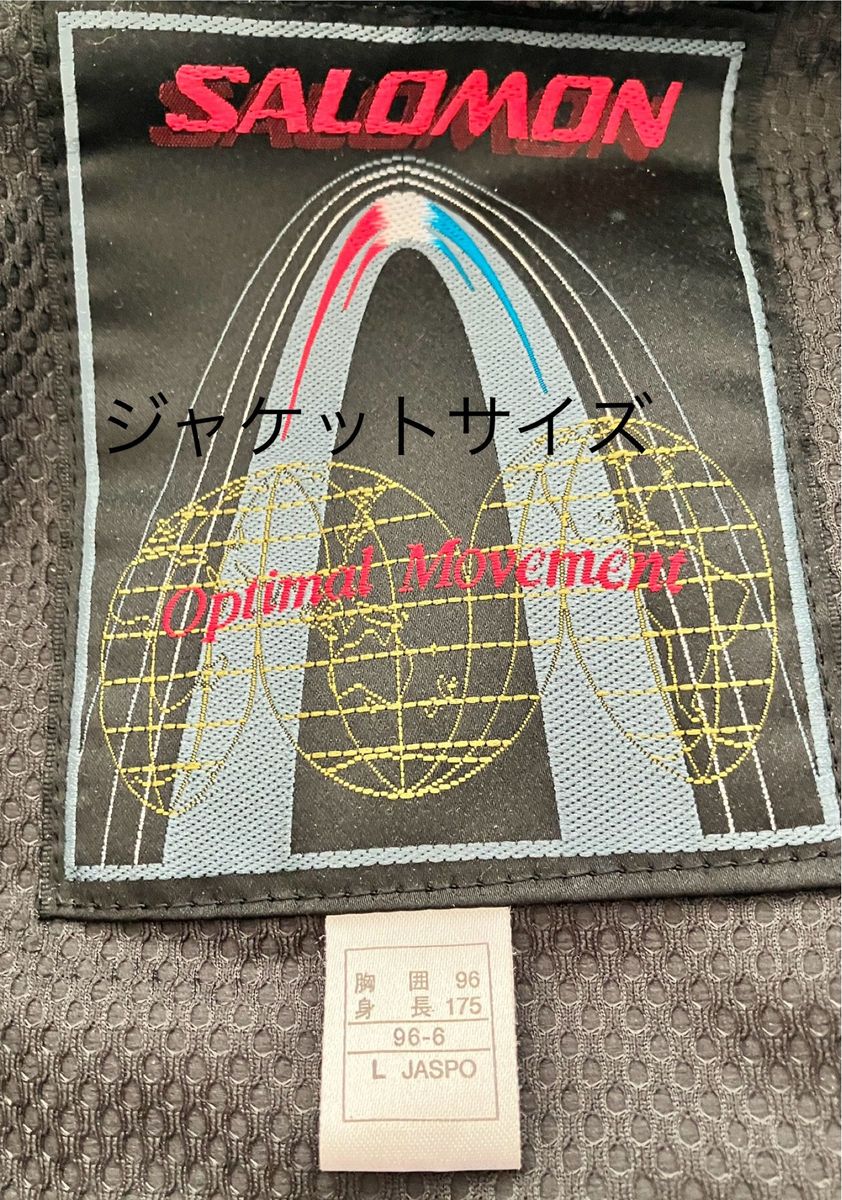 SALOMON
ジャケットサイズ
Optimal Movement
胸 囲 96
身 長 175
96-6
L JASPO